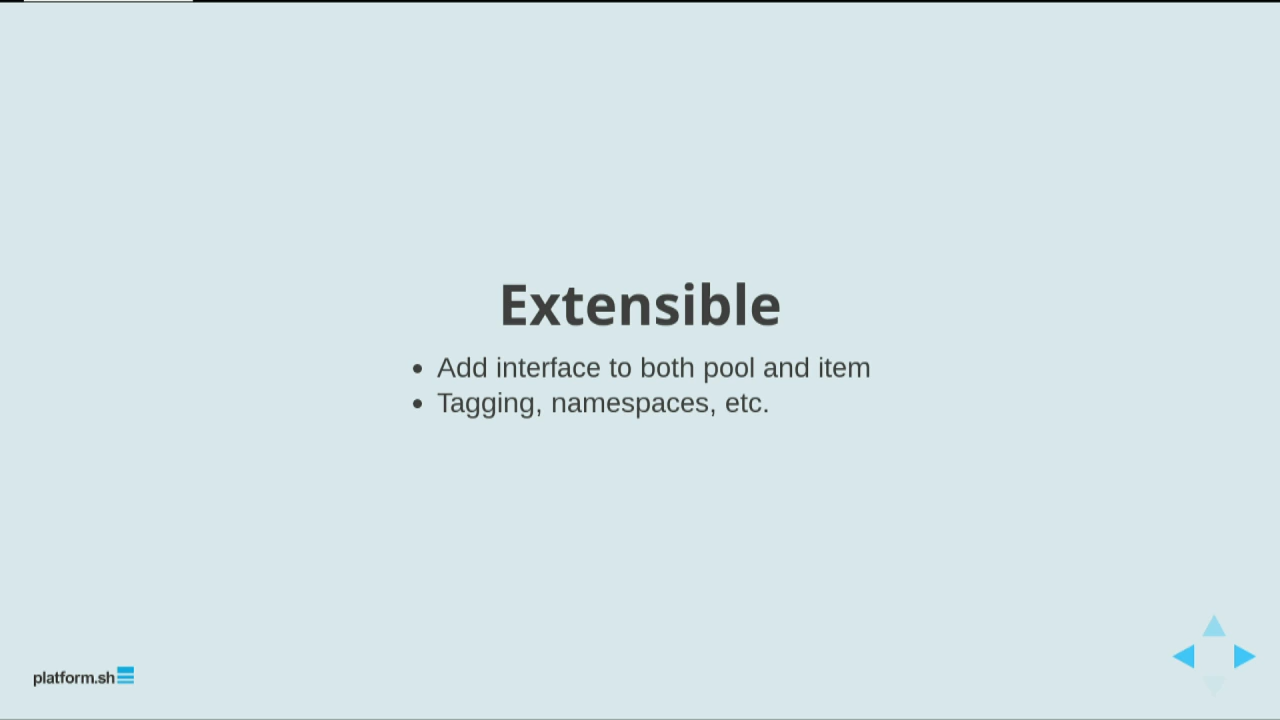 Extensible
Add interface to both pool and item
Tagging, namespaces, etc.
platform.sh